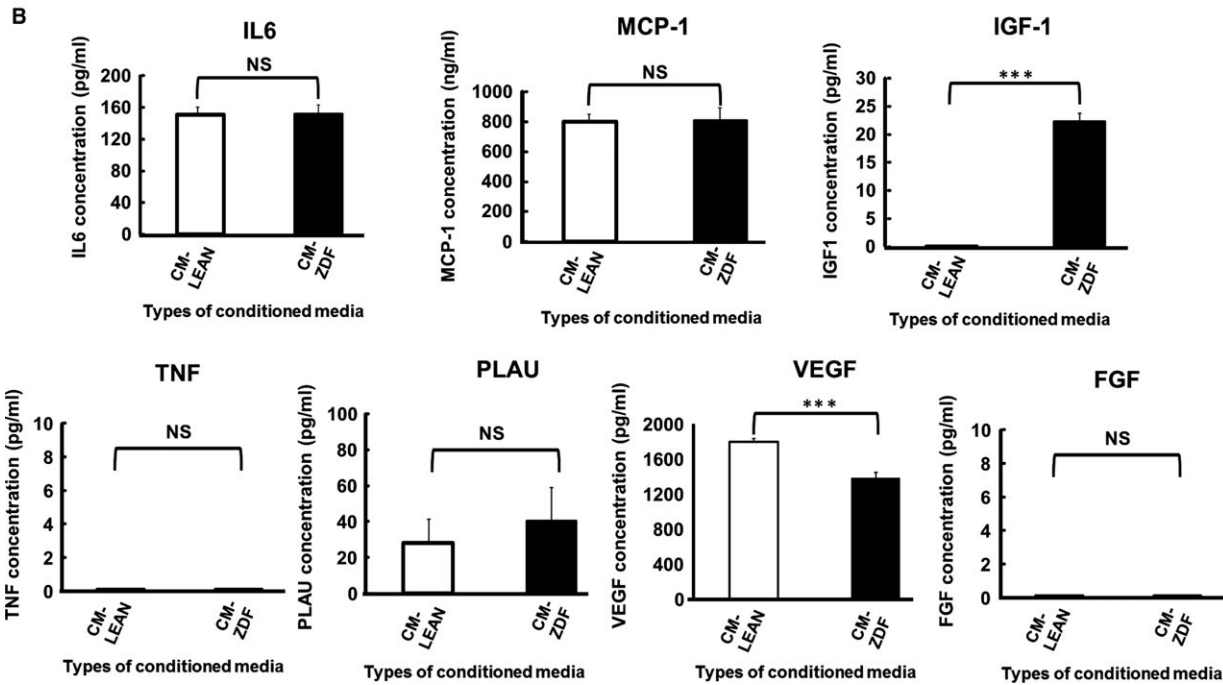 B
IL6
IL6 concentration (pg/ml)
200
160
120
80
40
0
NS
CM-
LEAN
CM-
ZDF
Types of conditioned media
MCP-1
MCP-1 concentration (ng/ml)
1000
800
600
400
200
0
NS
CM-
LEAN
CM-
ZDF
Types of conditioned media
IGF-1
IGF1 concentration (pg/ml)
30
25
20
15
10
5
0
***
CM-
LEAN
CM-
ZDF
Types of conditioned media
TNF
TNF concentration (pg/ml)
10
8
6
4
2
0
NS
CM-
LEAN
CM-
ZDF
Types of conditioned media
PLAU
PLAU concentration (pg/ml)
100
80
60
40
20
0
NS
CM-
LEAN
CM-
ZDF
Types of conditioned media
VEGF
VEGF concentration (pg/ml)
2000
1600
1200
800
400
0
***
CM-
LEAN
CM-
ZDF
Types of conditioned media
FGF
FGF concentration (pg/ml)
10
8
6
4
2
0
NS
CM-
LEAN
CM-
ZDF
Types of conditioned media